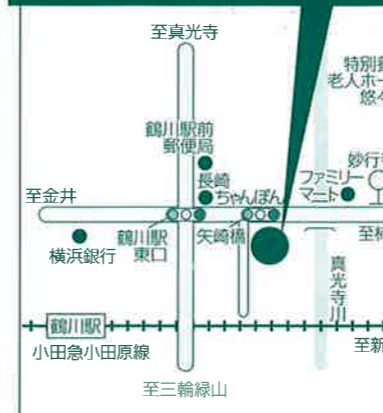 至真光寺
特別養
老人ホー
悠々
鶴川駅前
郵便局
長崎
ちゃんぽん
妙行寺
ファミリー
マート
至金井
横浜銀行
鶴川駅
東口
矢崎橋
真光寺川
鶴川駅
小田急小田原線
至新
至三輪緑山